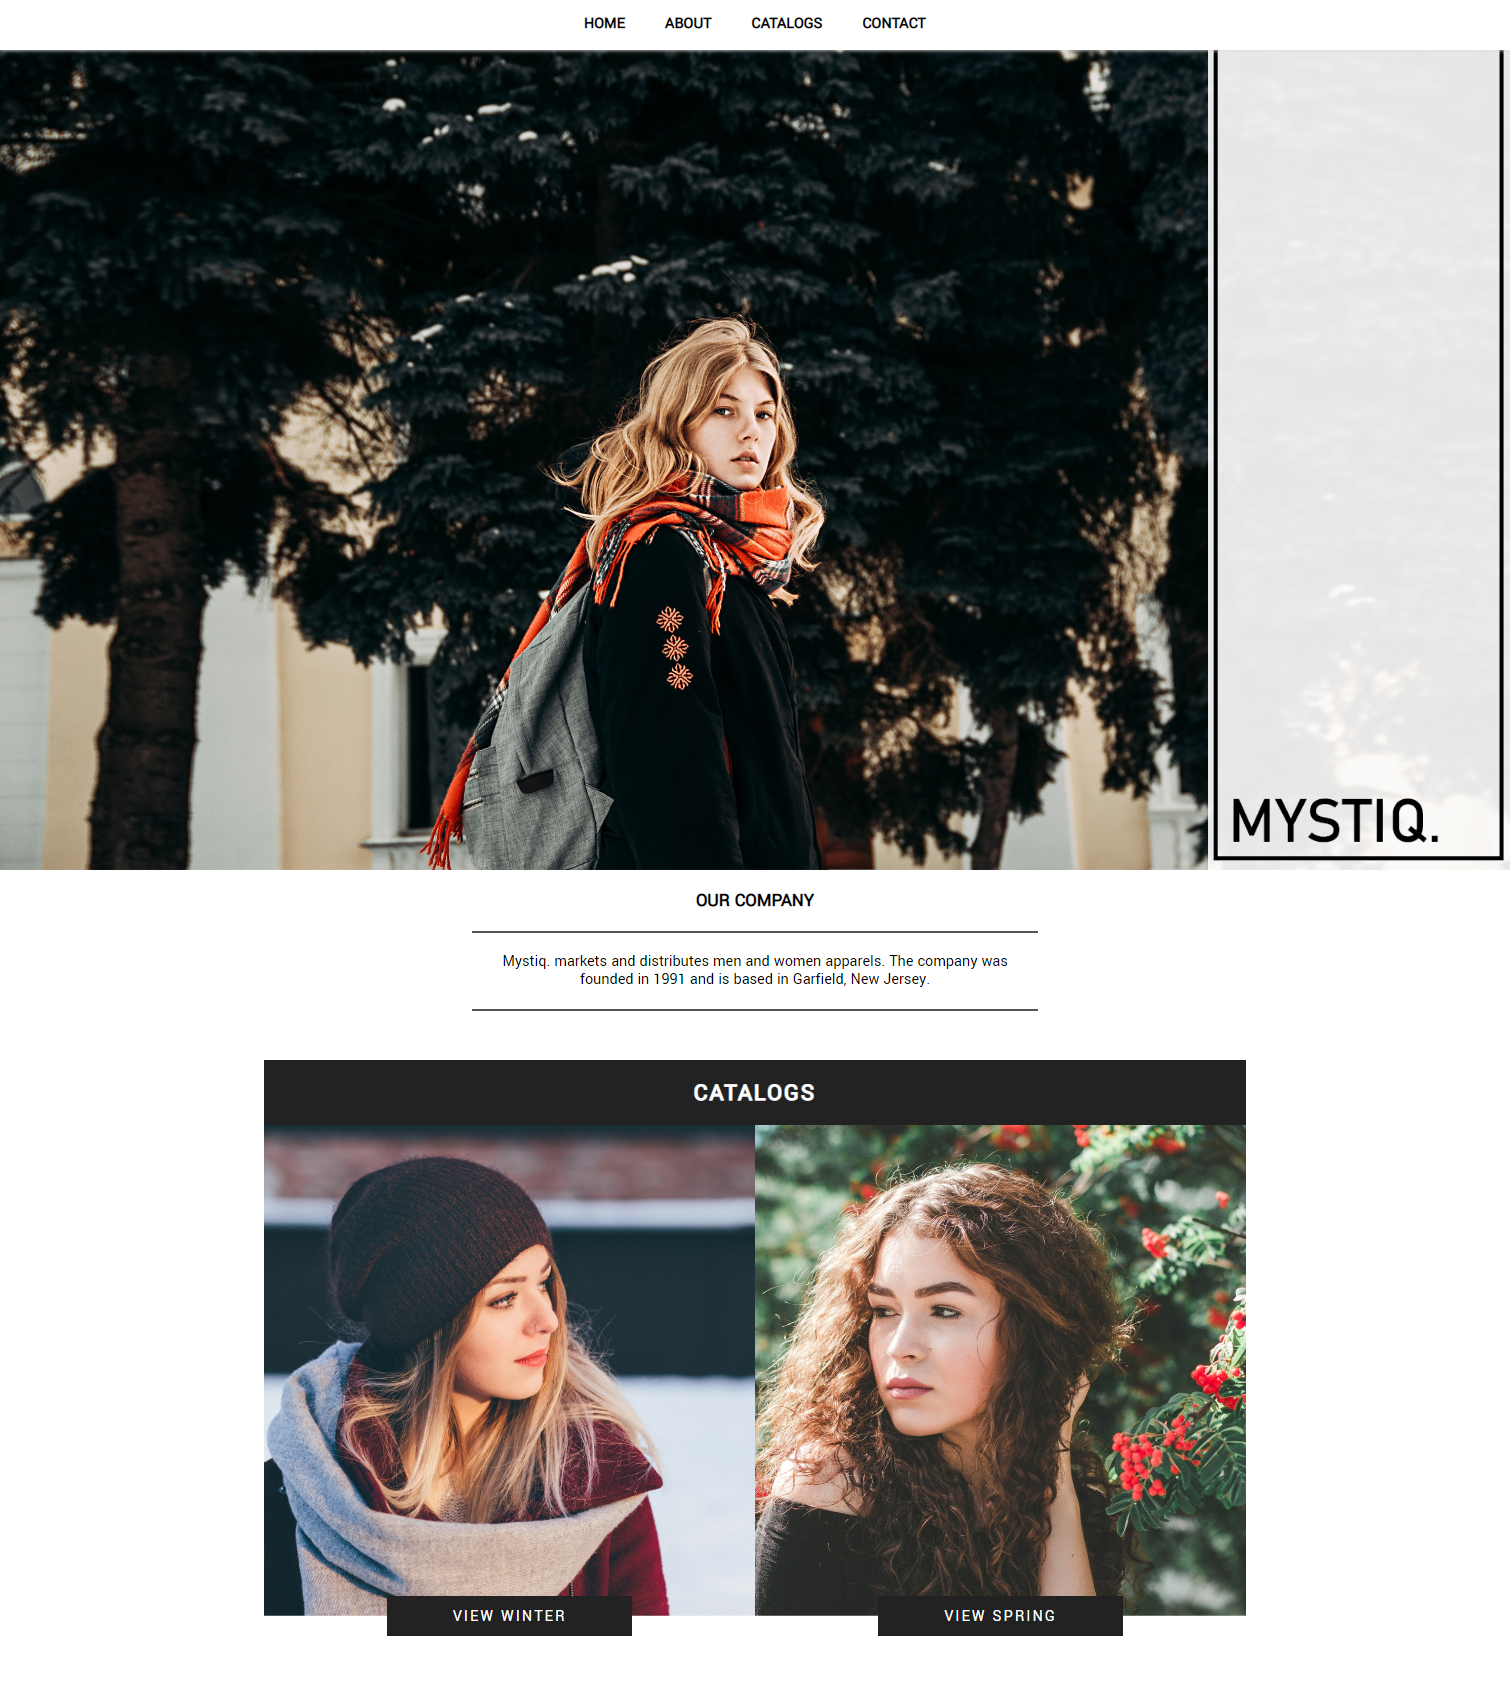 HOME ABOUT CATALOGS CONTACT
MYSTIQ.
OUR COMPANY
Mystiq. markets and distributes men and women apparels. The company was
founded in 1991 and is based in Garfield, New Jersey.
CATALOGS
VIEW WINTER
VIEW SPRING